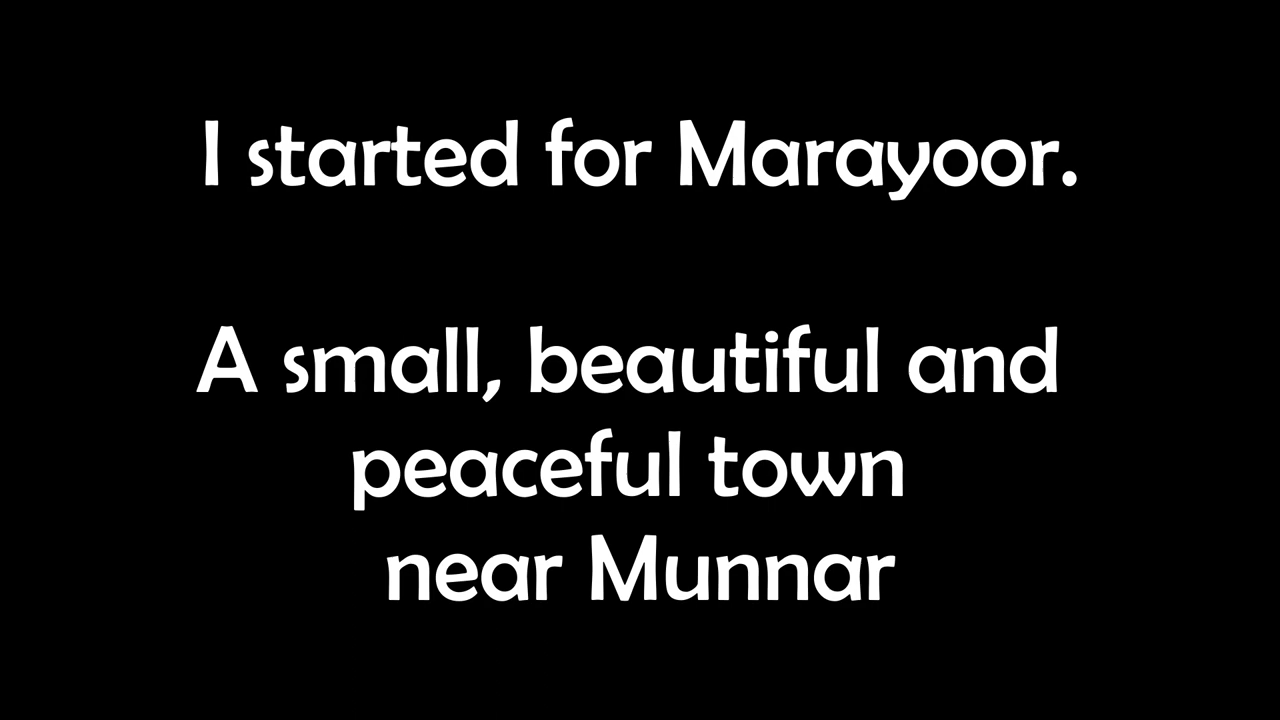 I started for Marayoor.
A small, beautiful and
peaceful town
near Munnar